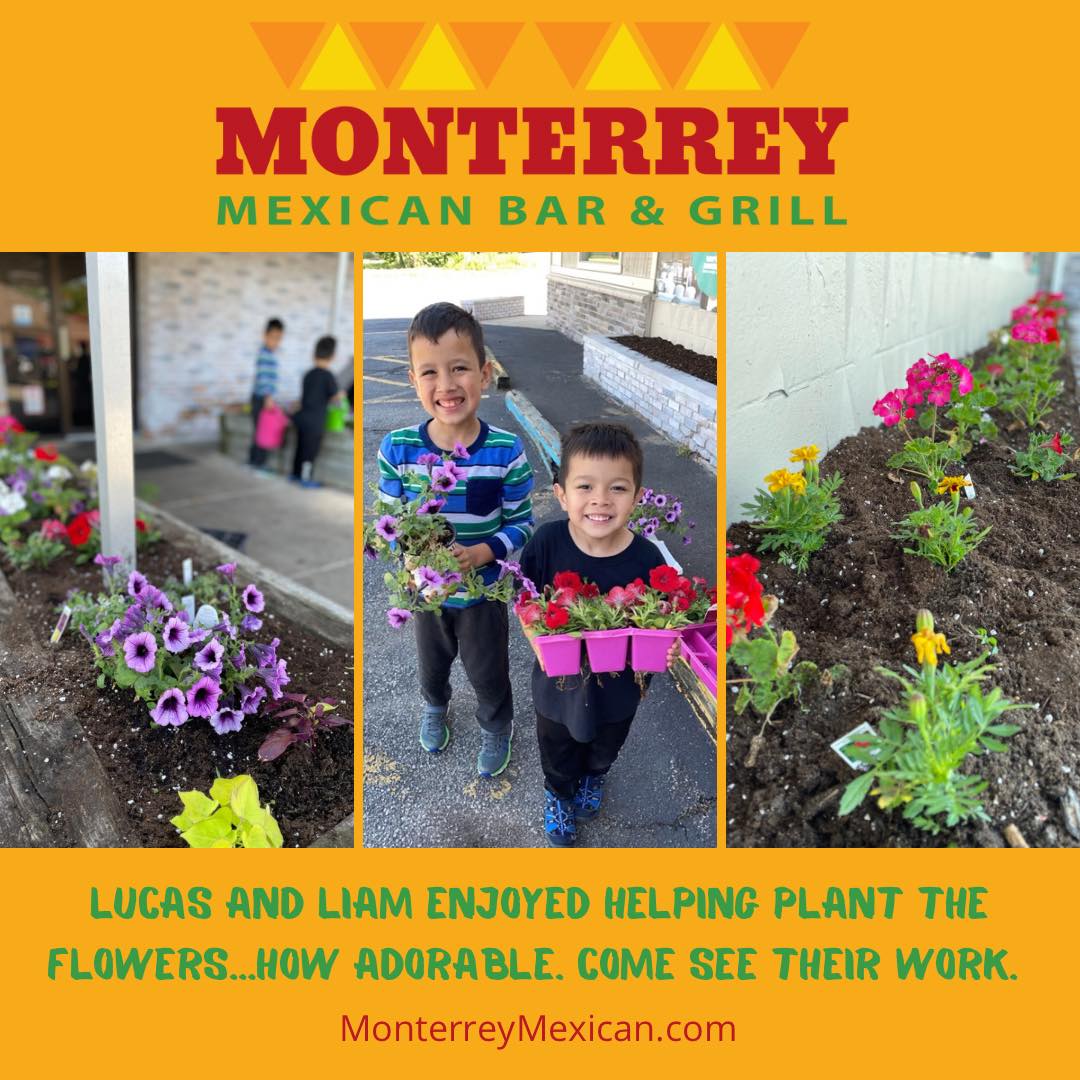 MONTERREY
MEXICAN BAR & GRILL
LUCAS AND LIAM ENJOYED HELPING PLANT THE
FLOWERS...HOW ADORABLE. COME SEE THEIR WORK.
MonterreyMexican.com